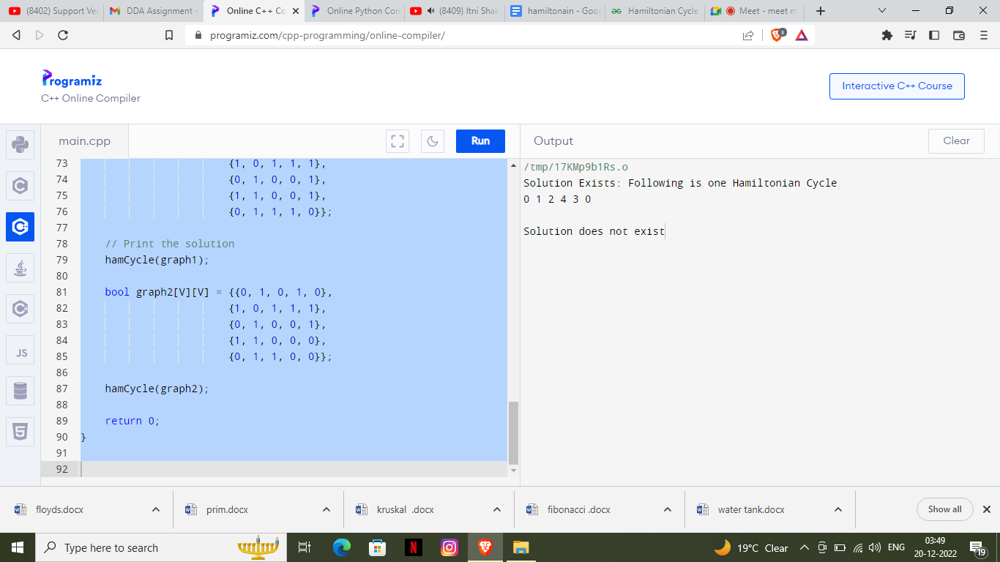 (8402) Support Vec
DDA Assignment -
Online C++ Co
Online Python Com
(8409) Itni Shak
hamiltonain - Goog
Hamiltonian Cycle
Meet - meet m
programiz.com/cpp-programming/online-compiler/
3
Programiz
C++ Online Compiler
Interactive C++ Course
main.cpp
Run
Output
Clear
73 {1, 0, 1, 1, 1},
74 {0, 1, 0, 0, 1},
75 {1, 1, 0, 0, 1},
76 {0, 1, 1, 1, 0}};
77
78 // Print the solution
79 hamCycle(graph1);
80
81 bool graph2[V][V] = {{0, 1, 0, 1, 0},
82 {1, 0, 1, 1, 1},
83 {0, 1, 0, 0, 1},
84 {1, 1, 0, 0, 0},
85 {0, 1, 1, 0, 0}};
86
87 hamCycle(graph2);
88
89 return 0;
90 }
91
92
JS
/tmp/17KMp9b1Rs.o
Solution Exists: Following is one Hamiltonian Cycle
0 1 2 4 3 0
Solution does not exist
floyds.docx
prim.docx
kruskal .docx
fibonacci .docx
water tank.docx
Show all
Type here to search
19°C Clear
ENG
03:49
20-12-2022
19